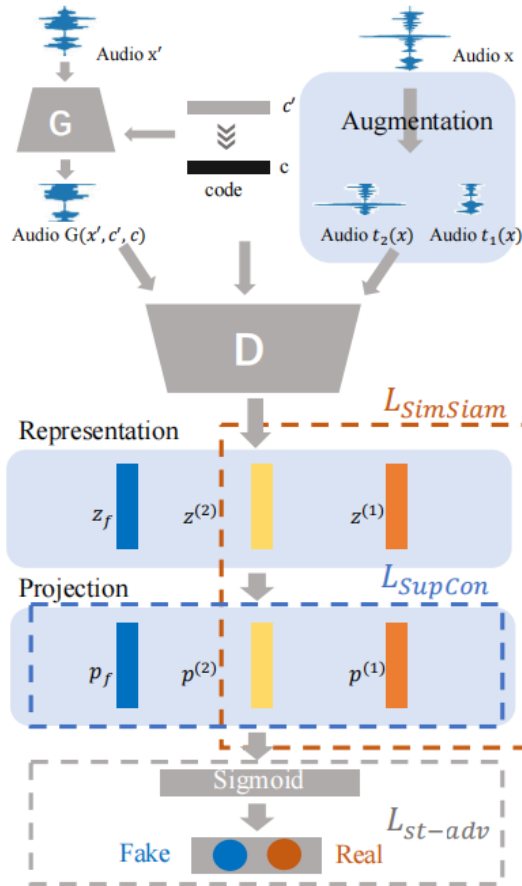 Audio x′
Audio x
G
c′
Augmentation
c
code
Audio G(x′, c′, c)
Audio t₂(x)
Audio t₁(x)
D
L_SimSiam
Representation
z_f
z⁽²⁾
z⁽¹⁾
L_SupCon
Projection
p_f
p⁽²⁾
p⁽¹⁾
Sigmoid
L_st−adv
Fake
Real